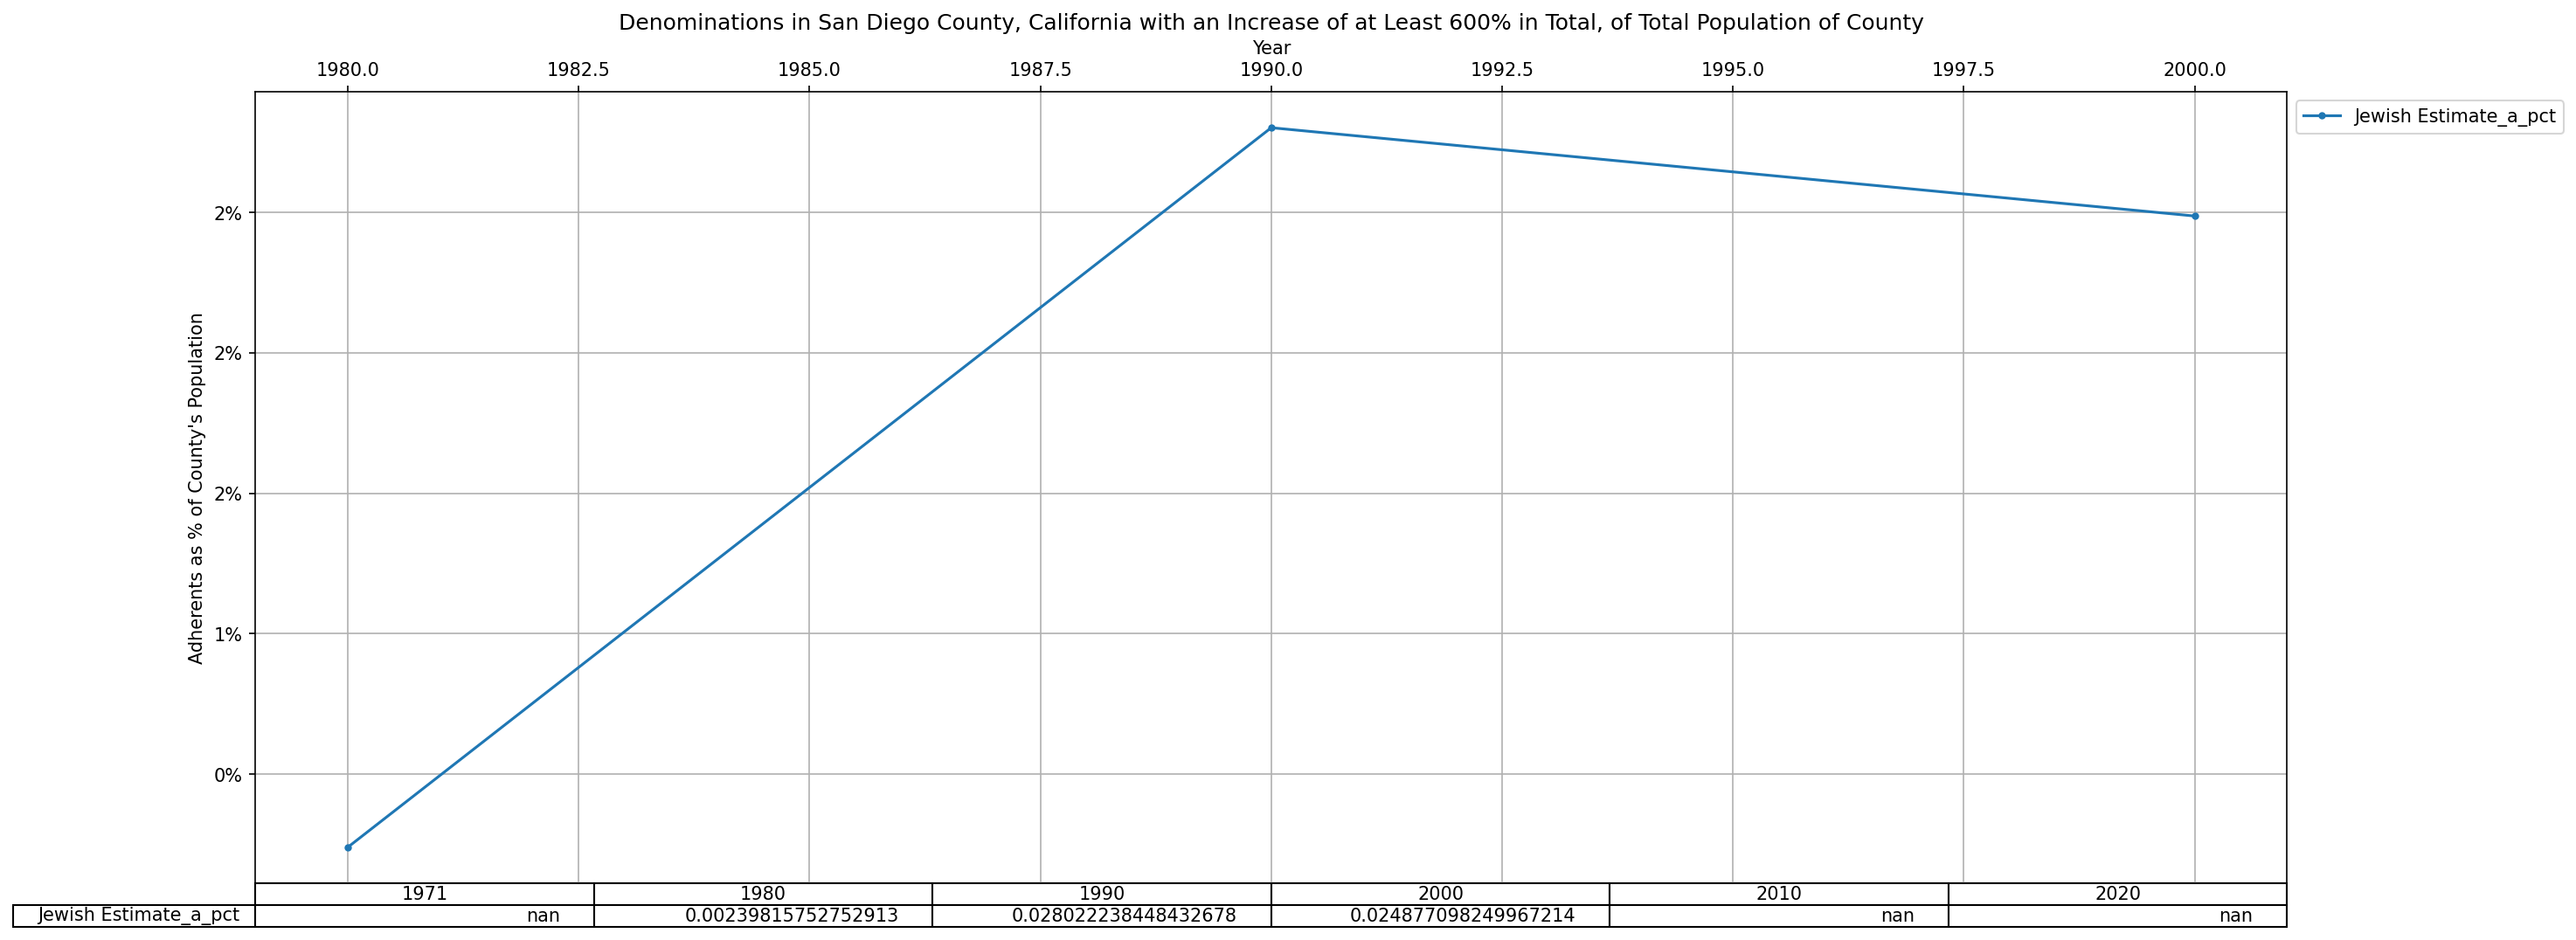 Denominations in San Diego County, California with an Increase of at Least 600% in Total, of Total Population of County
Year
1980.0 1982.5 1985.0 1987.5 1990.0 1992.5 1995.0 1997.5 2000.0
Jewish Estimate_a_pct
Adherents as % of County's Population
2%
2%
2%
1%
0%
1971 1980 1990 2000 2010 2020
Jewish Estimate_a_pct nan 0.00239815752752913 0.028022238448432678 0.024877098249967214 nan nan